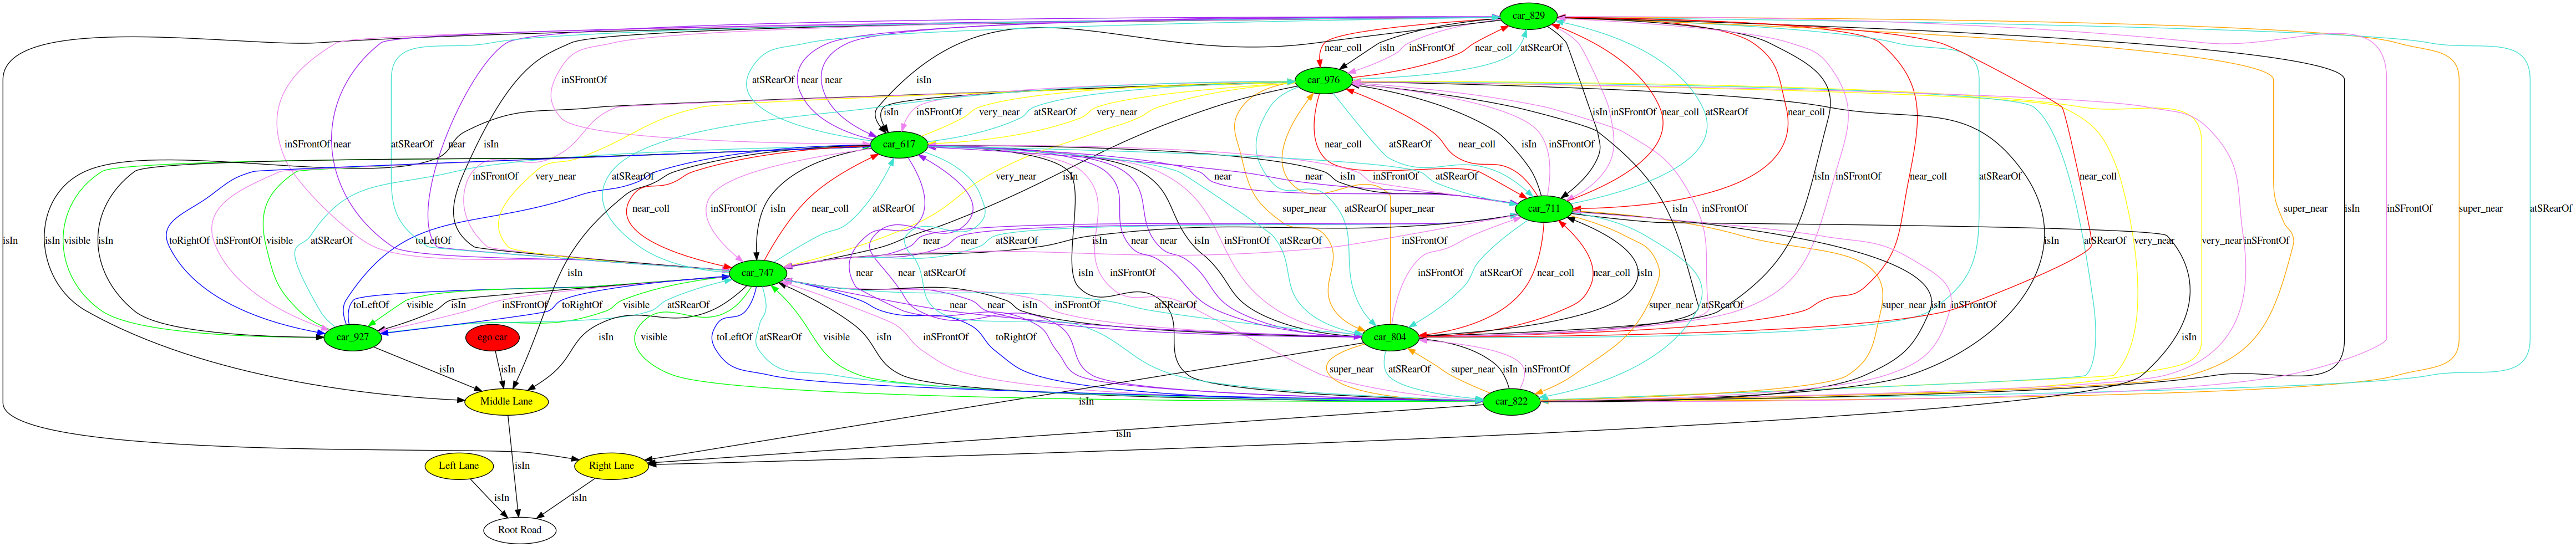 car_829
near_coll isIn inSFrontOf near_coll atSRearOf
inSFrontOf atSRearOf near near isIn
car_976
isIn inSFrontOf very_near atSRearOf very_near isIn inSFrontOf near_coll atSRearOf near_coll
inSFrontOf near atSRearOf near isIn near_coll atSRearOf near_coll isIn inSFrontOf
car_617
inSFrontOf very_near atSRearOf very_near isIn near near isIn inSFrontOf atSRearOf isIn inSFrontOf near_coll atSRearOf near_coll
near_coll inSFrontOf isIn near_coll atSRearOf super_near atSRearOf super_near isIn inSFrontOf super_near isIn inSFrontOf super_near atSRearOf
car_711
isIn isIn visible isIn toRightOf inSFrontOf visible atSRearOf toLeftOf near near atSRearOf isIn near near isIn inSFrontOf atSRearOf inSFrontOf isIn atSRearOf very_near very_near inSFrontOf
car_747
isIn near near atSRearOf isIn inSFrontOf inSFrontOf atSRearOf near_coll near_coll isIn
toLeftOf visible isIn inSFrontOf toRightOf visible atSRearOf near near isIn inSFrontOf atSRearOf super_near atSRearOf super_near isIn inSFrontOf
car_927 ego car isIn visible toLeftOf atSRearOf visible isIn inSFrontOf toRightOf car_804 isIn
isIn isIn super_near atSRearOf super_near isIn inSFrontOf
Middle Lane isIn car_822
isIn
Left Lane isIn Right Lane
isIn isIn
Root Road